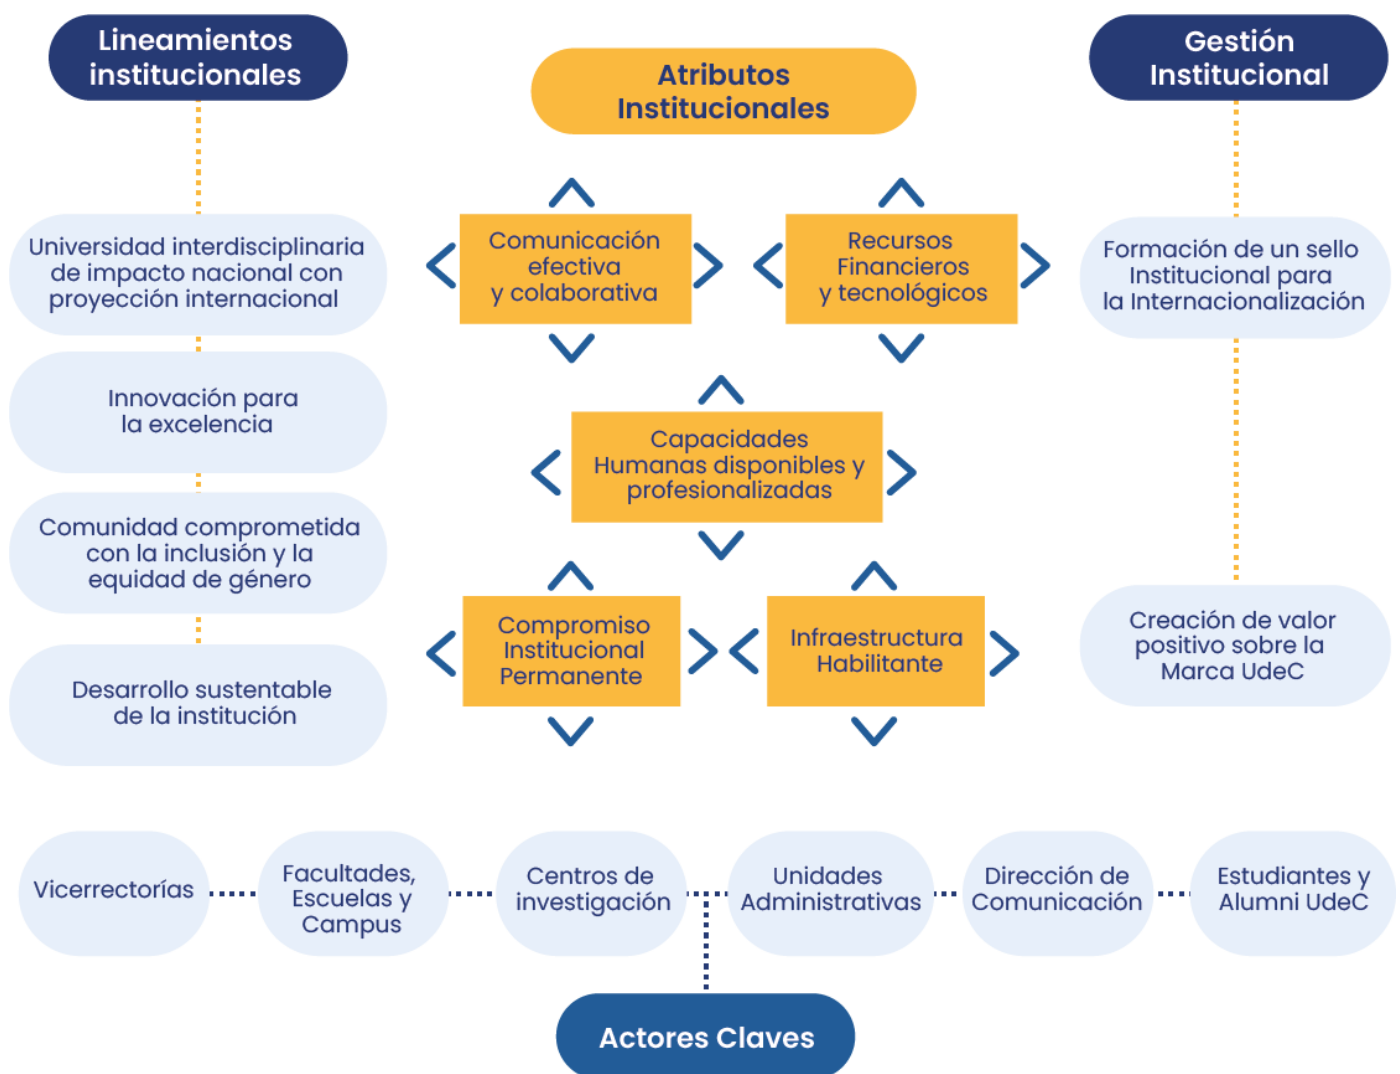 Lineamientos
institucionales
Universidad interdisciplinaria
de impacto nacional con
proyección internacional
Innovación para
la excelencia
Comunidad comprometida
con la inclusión y la
equidad de género
Desarrollo sustentable
de la institución
Atributos
Institucionales
Comunicación
efectiva
y colaborativa
Recursos
Financieros
y tecnológicos
Capacidades
Humanas disponibles y
profesionalizadas
Compromiso
Institucional
Permanente
Infraestructura
Habilitante
Gestión
Institucional
Formación de un sello
Institucional para
la Internacionalización
Creación de valor
positivo sobre la
Marca UdeC
Vicerrectorías
Facultades,
Escuelas y
Campus
Centros de
investigación
Unidades
Administrativas
Dirección de
Comunicación
Estudiantes y
Alumni UdeC
Actores Claves